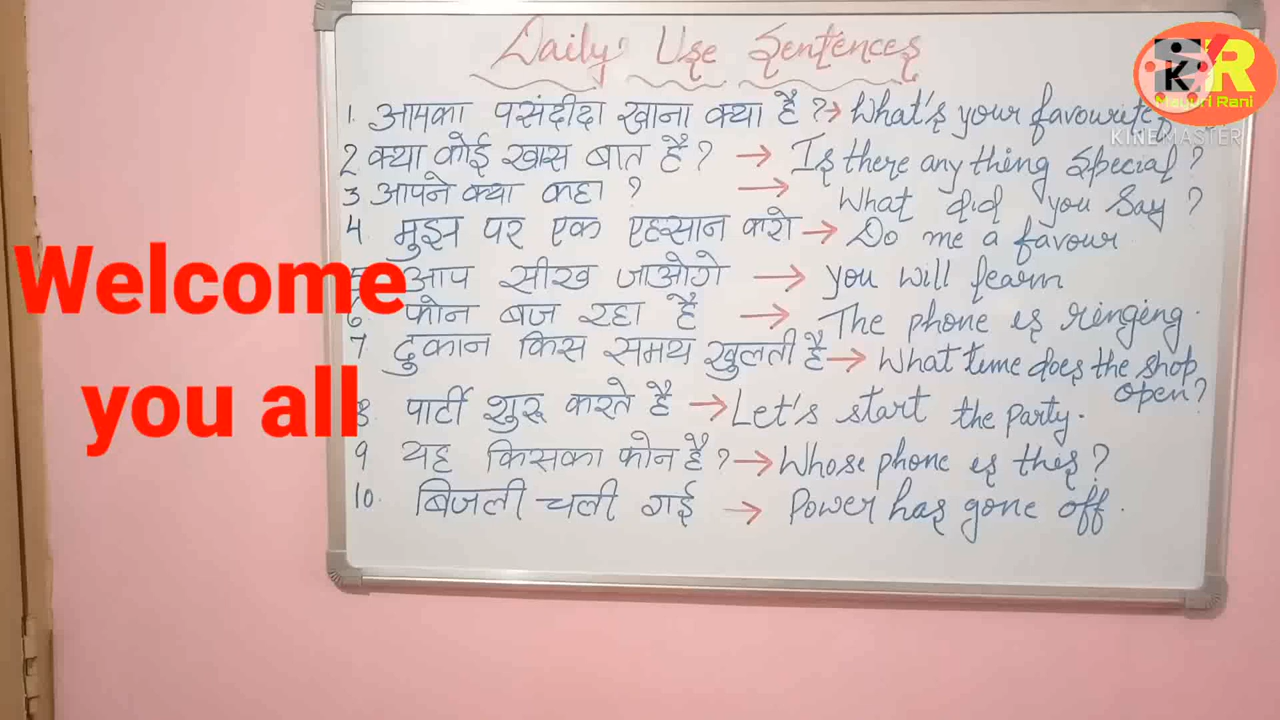 Daily Use Sentences
1. आपका पसंदीदा खाना क्या है ? → What's your favourite
2 क्या कोई खास बात है ? → Is there any thing special ?
3 आपने क्या कहा ? → What did you say ?
4 मुझ पर एक एहसान करो → Do me a favour
आप सीख जाओगे → you will learn
6 फोन बज रहा है → The phone is ringing.
7 दुकान किस समय खुलती है → What time does the shop
open?
8 पार्टी शुरू करते है → Let's start the party.
9 यह किसका फोन है ? → Whose phone is this ?
10. बिजली चली गई → Power has gone off.
Welcome
you all
K R
Mayuri Rani
KINEMASTER